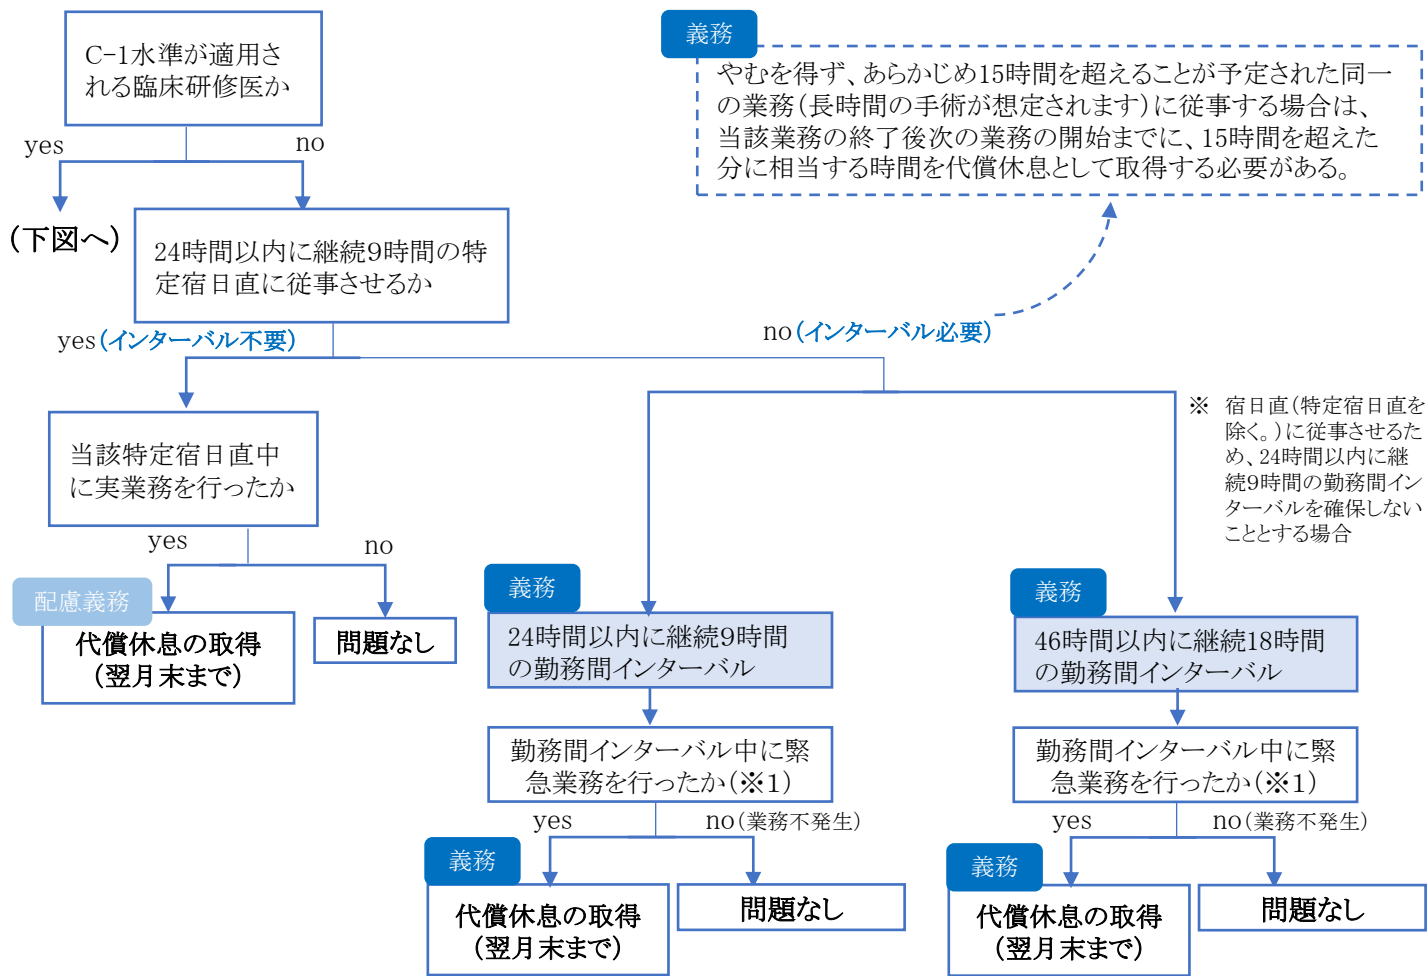 C-1水準が適用さ
れる臨床研修医か
yes
no
(下図へ)
義務
やむを得ず、あらかじめ15時間を超えることが予定された同一
の業務(長時間の手術が想定されます)に従事する場合は、
当該業務の終了後次の業務の開始までに、15時間を超えた
分に相当する時間を代償休息として取得する必要がある。
24時間以内に継続9時間の特
定宿日直に従事させるか
yes(インターバル不要)
no(インターバル必要)
当該特定宿日直中
に実業務を行ったか
yes
no
配慮義務
代償休息の取得
(翌月末まで)
問題なし
※ 宿日直(特定宿日直を
除く。)に従事させるた
め、24時間以内に継
続9時間の勤務間イン
ターバルを確保しない
こととする場合
義務
24時間以内に継続9時間
の勤務間インターバル
勤務間インターバル中に緊
急業務を行ったか(※1)
yes
no(業務不発生)
義務
代償休息の取得
(翌月末まで)
問題なし
義務
46時間以内に継続18時間
の勤務間インターバル
勤務間インターバル中に緊
急業務を行ったか(※1)
yes
no(業務不発生)
義務
代償休息の取得
(翌月末まで)
問題なし